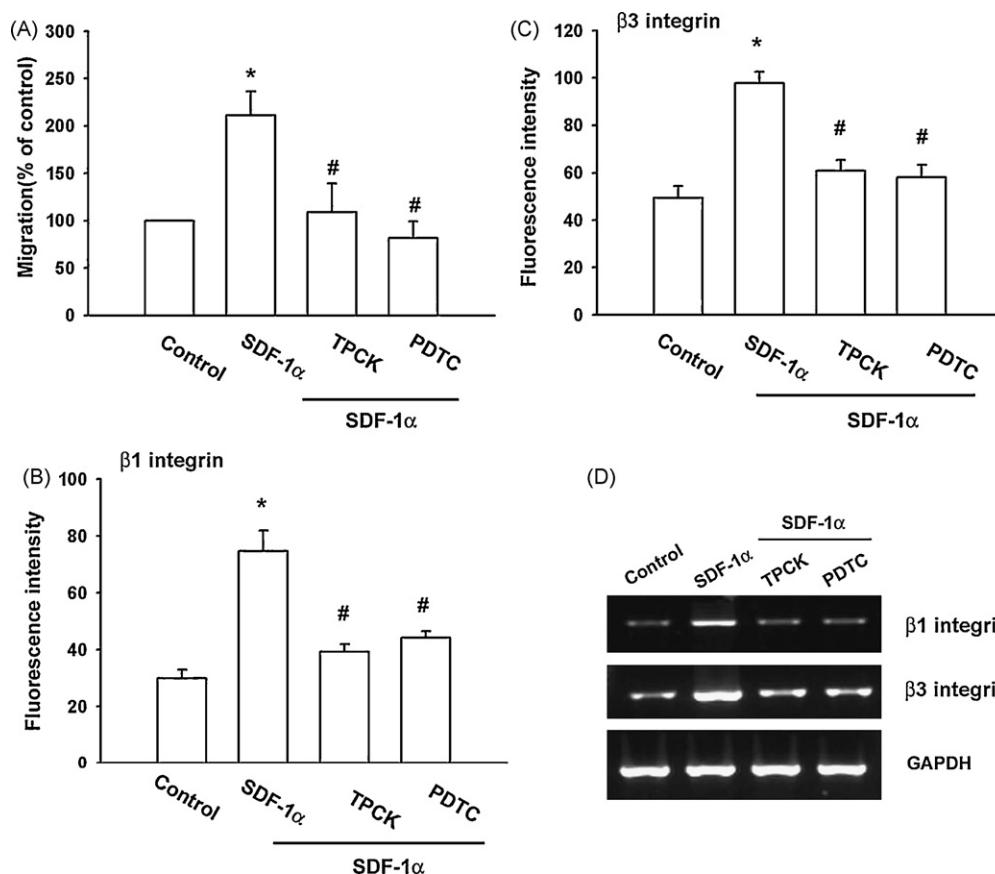 (A)
Migration(% of control)
300
250
200
150
100
50
0
*
#
#
Control
SDF-1α
TPCK
PDTC
SDF-1α
(C)
β3 integrin
Fluorescence intensity
120
100
80
60
40
20
0
*
#
#
Control
SDF-1α
TPCK
PDTC
SDF-1α
(B)
β1 integrin
Fluorescence intensity
100
80
60
40
20
0
*
#
#
Control
SDF-1α
TPCK
PDTC
SDF-1α
(D)
SDF-1α
Control SDF-1α TPCK PDTC
β1 integri
β3 integri
GAPDH